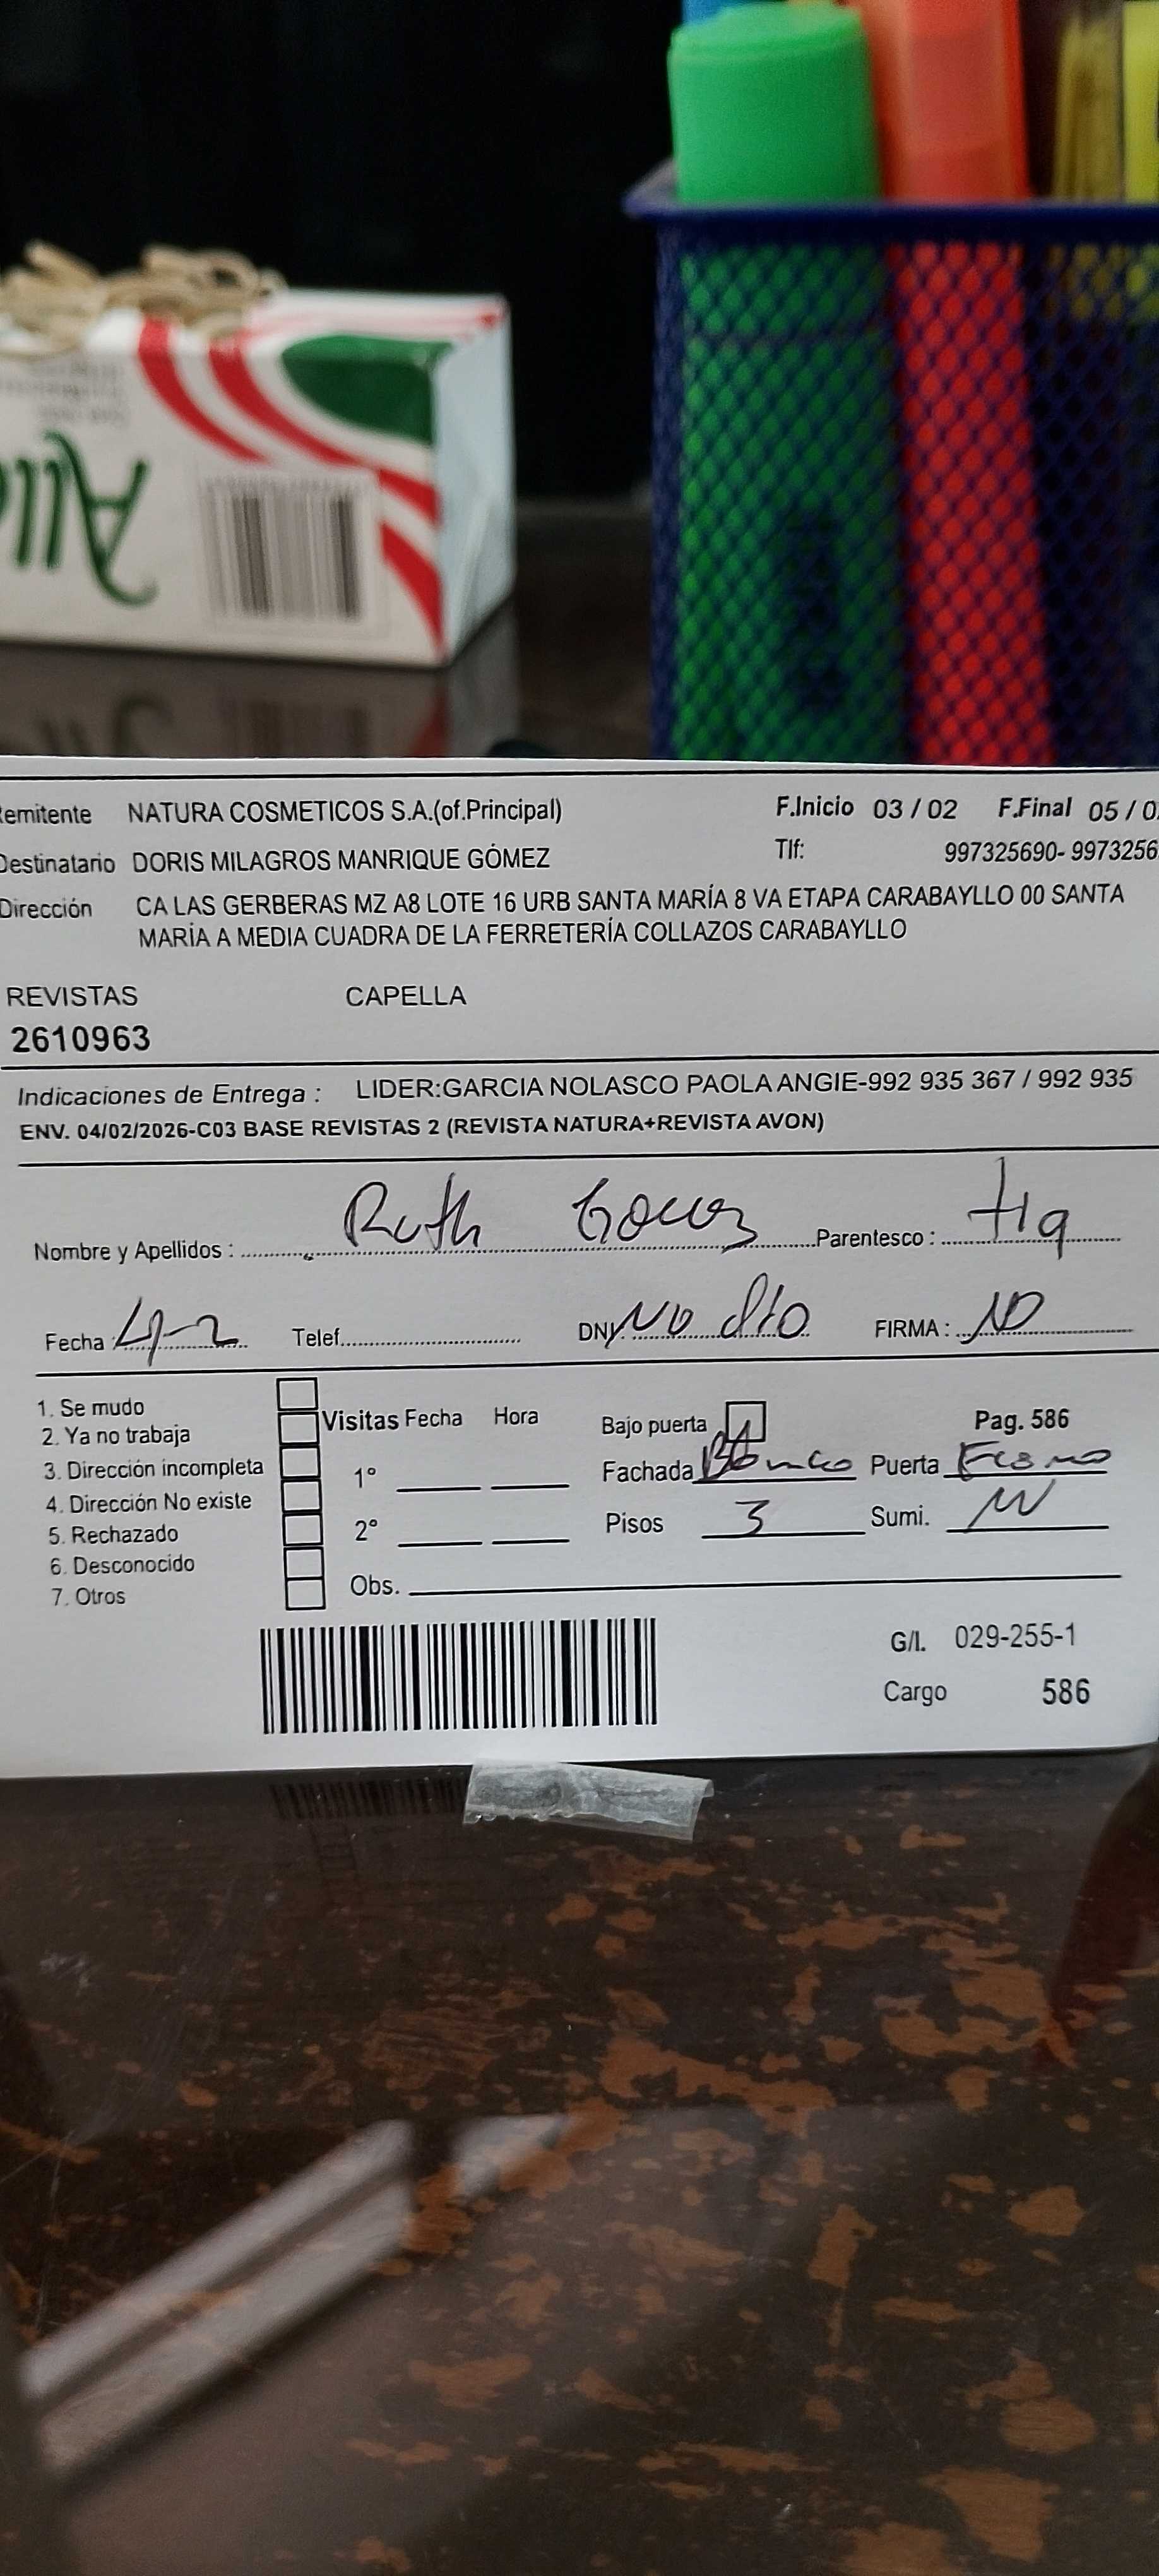 Remitente NATURA COSMETICOS S.A.(of.Principal) F.Inicio 03 / 02 F.Final 05 / 0
Destinatario DORIS MILAGROS MANRIQUE GÓMEZ Tlf: 997325690- 9973256
Dirección CA LAS GERBERAS MZ A8 LOTE 16 URB SANTA MARÍA 8 VA ETAPA CARABAYLLO 00 SANTA
MARÍA A MEDIA CUADRA DE LA FERRETERÍA COLLAZOS CARABAYLLO
REVISTAS CAPELLA
2610963
Indicaciones de Entrega : LIDER:GARCIA NOLASCO PAOLA ANGIE-992 935 367 / 992 935
ENV. 04/02/2026-C03 BASE REVISTAS 2 (REVISTA NATURA+REVISTA AVON)
Nombre y Apellidos : Ruth Gomez Parentesco : tia
Fecha : 4-2 Telef. DNI NO dio FIRMA :
1. Se mudo
2. Ya no trabaja
3. Dirección incompleta
4. Dirección No existe
5. Rechazado
6. Desconocido
7. Otros
Visitas Fecha Hora
1°
2°
Obs.
Bajo puerta Pag. 586
Fachada Blanco Puerta
Pisos 3 Sumi.
G/I. 029-255-1
Cargo 586